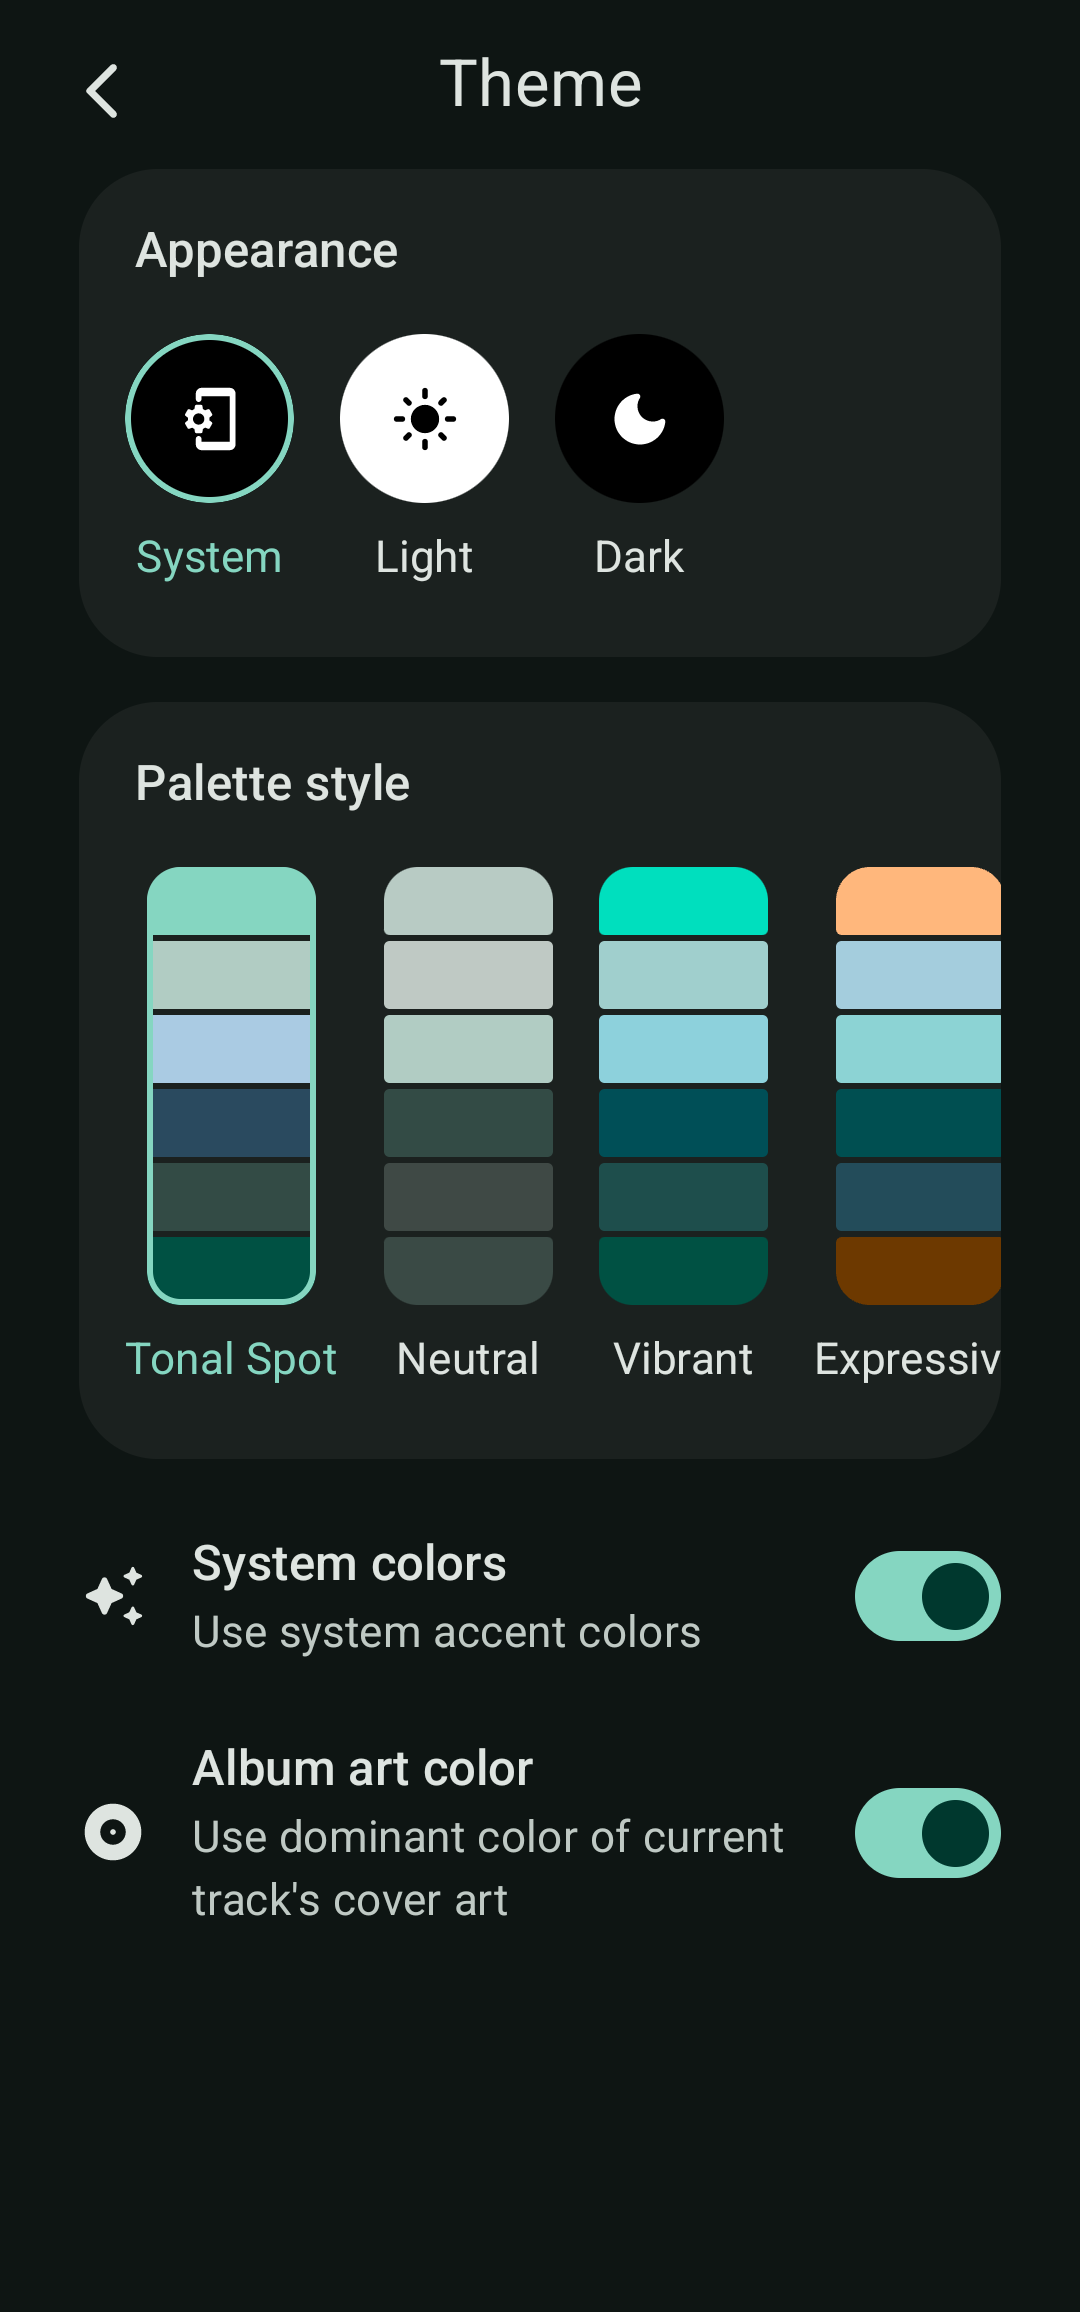 Theme
Appearance
System Light Dark
Palette style
Tonal Spot Neutral Vibrant Expressiv
System colors
Use system accent colors
Album art color
Use dominant color of current
track's cover art